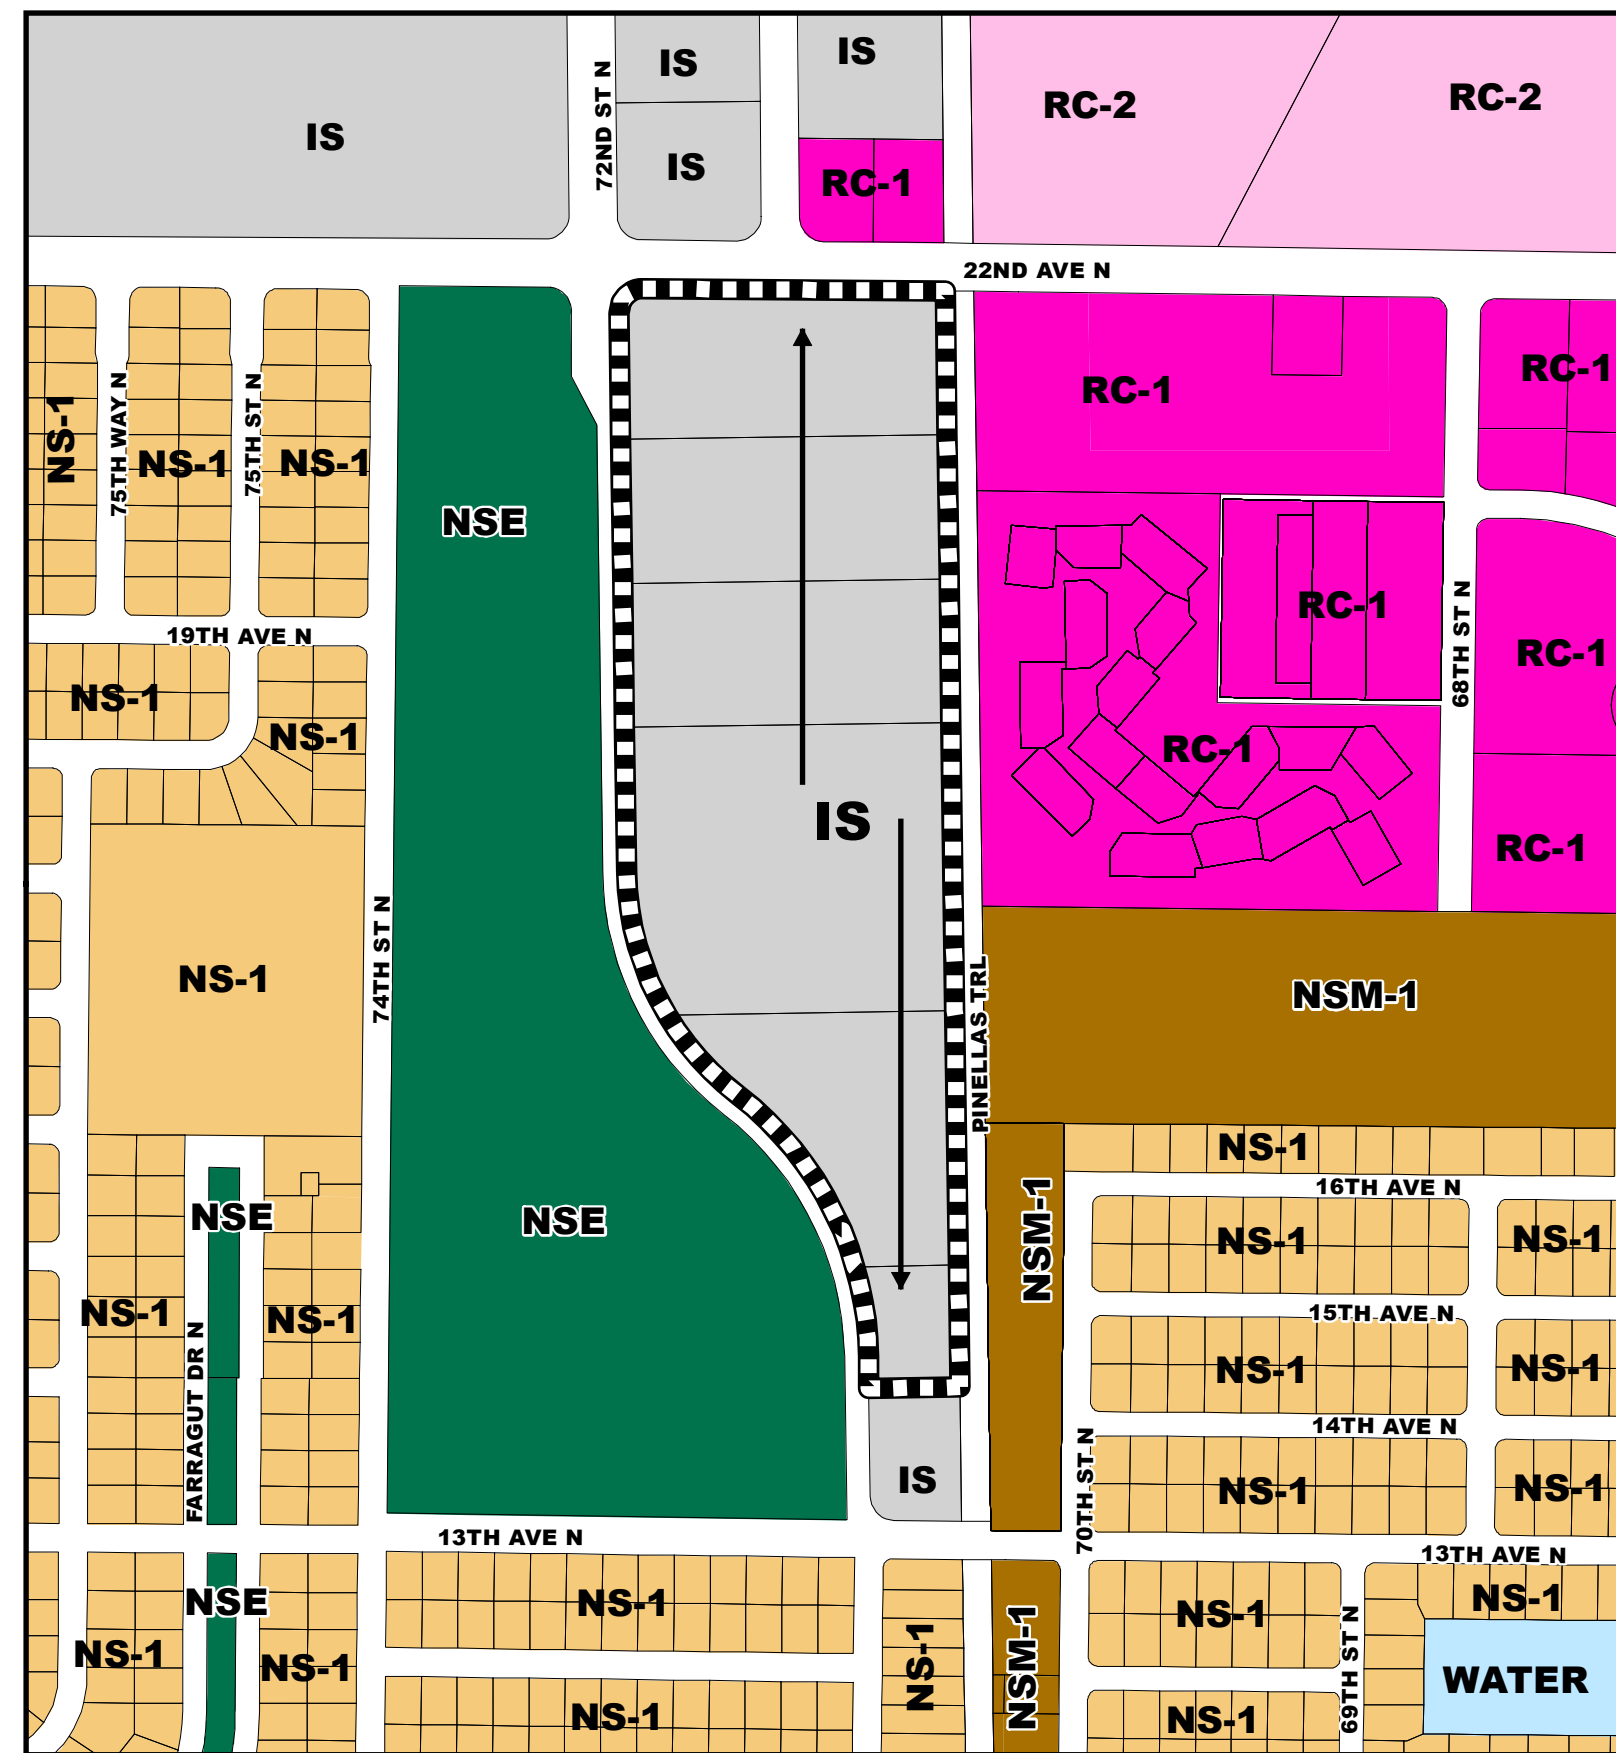 IS
IS
RC-2
RC-2
IS
72ND ST N
IS
RC-1
22ND AVE N
RC-1
RC-1
NS-1
75TH WAY N
NS-1
75TH ST N
NS-1
NSE
RC-1
68TH ST N
19TH AVE N
RC-1
NS-1
NS-1
RC-1
IS
RC-1
74TH ST N
NS-1
NSM-1
PINELLAS TRL
NS-1
16TH AVE N
NSE
NSE
NSM-1
NS-1
NS-1
NS-1
NS-1
15TH AVE N
NS-1
NS-1
FARRAGUT DR N
14TH AVE N
IS
70TH ST N
NS-1
NS-1
13TH AVE N
13TH AVE N
NSE
NS-1
NS-1
NS-1
NS-1
NS-1
NS-1
NSM-1
69TH ST N
WATER
NS-1
NS-1